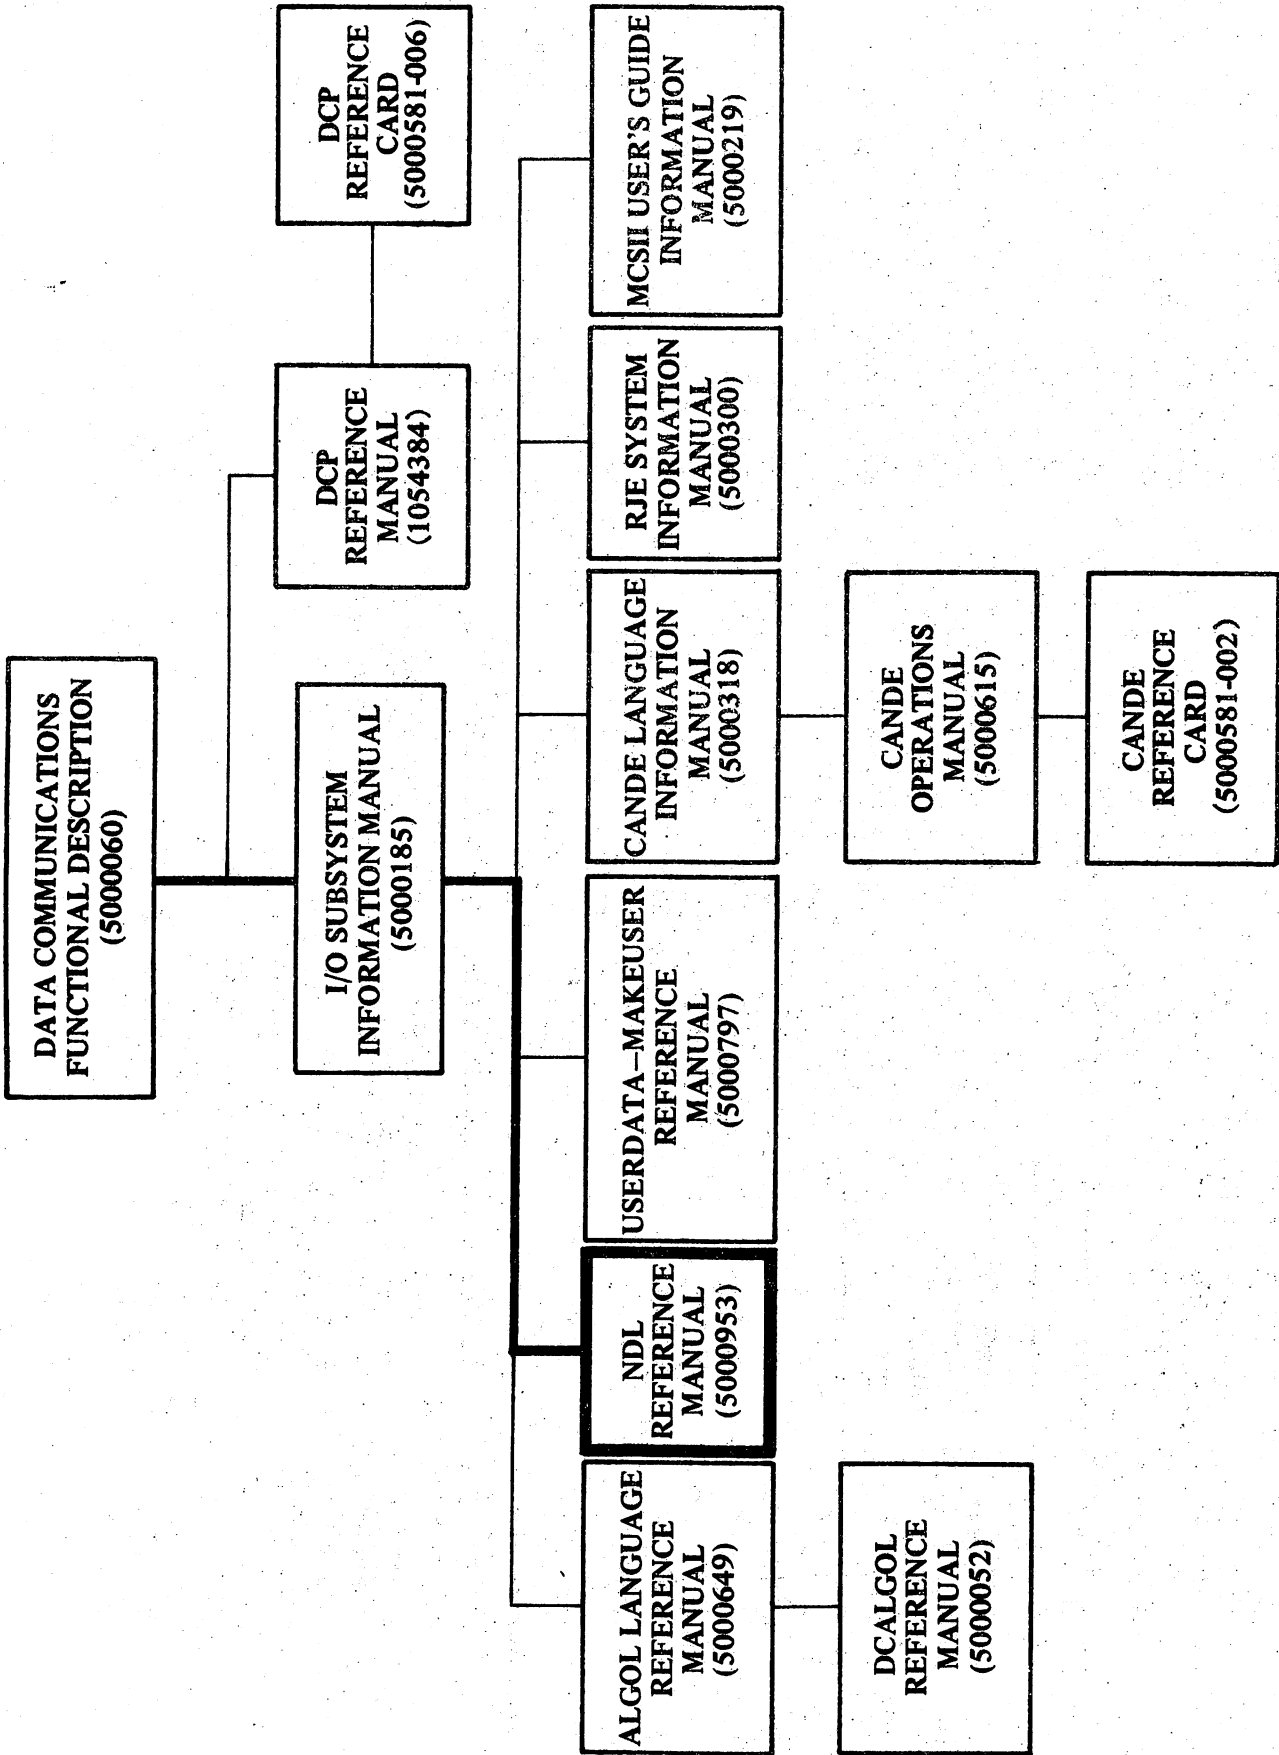 DATA COMMUNICATIONS
FUNCTIONAL DESCRIPTION
(5000060)
I/O SUBSYSTEM
INFORMATION MANUAL
(5000185)
DCP
REFERENCE
MANUAL
(1054384)
DCP
REFERENCE
CARD
(5000581-006)
ALGOL LANGUAGE
REFERENCE
MANUAL
(5000649)
NDL
REFERENCE
MANUAL
(5000953)
USERDATA–MAKEUSER
REFERENCE
MANUAL
(5000797)
CANDE LANGUAGE
INFORMATION
MANUAL
(5000318)
RJE SYSTEM
INFORMATION
MANUAL
(5000300)
MCSII USER'S GUIDE
INFORMATION
MANUAL
(5000219)
DCALGOL
REFERENCE
MANUAL
(5000052)
CANDE
OPERATIONS
MANUAL
(5000615)
CANDE
REFERENCE
CARD
(5000581-002)